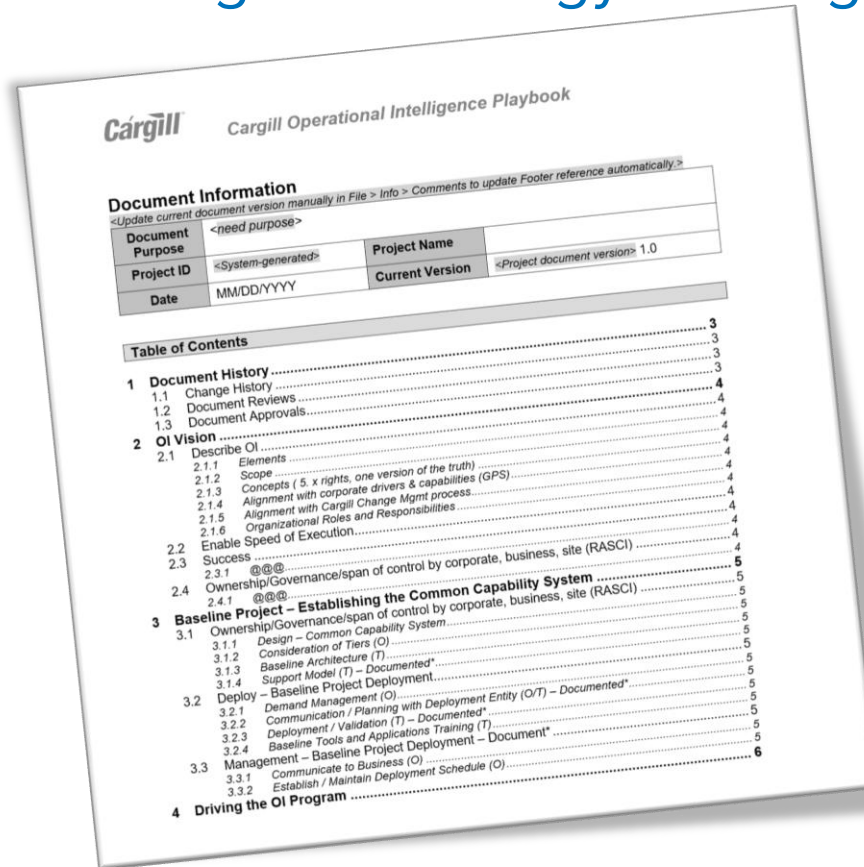 Cargill Cargill Operational Intelligence Playbook
Document Information
<Update current document version manually in File > Info > Comments to update Footer reference automatically.>
Document Purpose <need purpose>
Project ID <System-generated> Project Name
Date MM/DD/YYYY Current Version <Project document version> 1.0
Table of Contents
1 Document History 3
1.1 Change History 3
1.2 Document Reviews 3
1.3 Document Approvals 3
2 OI Vision 4
2.1 Describe OI 4
2.1.1 Elements 4
2.1.2 Scope 4
2.1.3 Concepts ( 5. x rights, one version of the truth) 4
2.1.4 Alignment with corporate drivers & capabilities (GPS) 4
2.1.5 Alignment with Cargill Change Mgmt process 4
2.1.6 Organizational Roles and Responsibilities 4
2.2 Enable Speed of Execution 4
2.3 Success 4
2.3.1 @@@ 4
2.4 Ownership/Governance/span of control by corporate, business, site (RASCI) 4
2.4.1 @@@ 4
3 Baseline Project – Establishing the Common Capability System 5
3.1 Ownership/Governance/span of control by corporate, business, site (RASCI) 5
3.1.1 Design – Common Capability System 5
3.1.2 Consideration of Tiers (O) 5
3.1.3 Baseline Architecture (T) 5
3.1.4 Support Model (T) – Documented* 5
3.2 Deploy – Baseline Project Deployment 5
3.2.1 Demand Management (O) 5
3.2.2 Communication / Planning with Deployment Entity (O/T) – Documented* 5
3.2.3 Deployment / Validation (T) – Documented* 5
3.2.4 Baseline Tools and Applications Training (T) 5
3.3 Management – Baseline Project Deployment – Document* 5
3.3.1 Communicate to Business (O) 5
3.3.2 Establish / Maintain Deployment Schedule (O) 5
4 Driving the OI Program 6